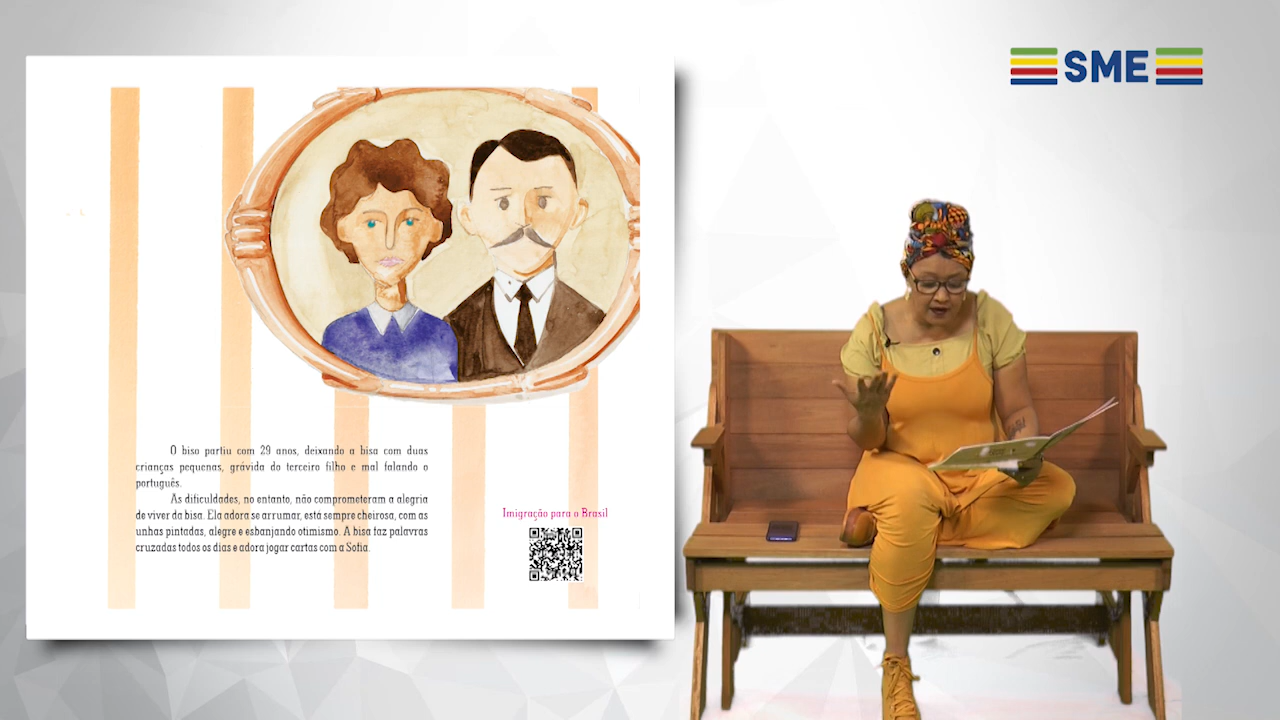 SME
O biso partiu com 29 anos, deixando a bisa com duas
crianças pequenas, grávida do terceiro filho e mal falando o
português.
As dificuldades, no entanto, não comprometeram a alegria
de viver da bisa. Ela adora se arrumar, está sempre cheirosa, com as
unhas pintadas, alegre e esbanjando otimismo. A bisa faz palavras
cruzadas todos os dias e adora jogar cartas com a Sofia.
Imigração para o Brasil